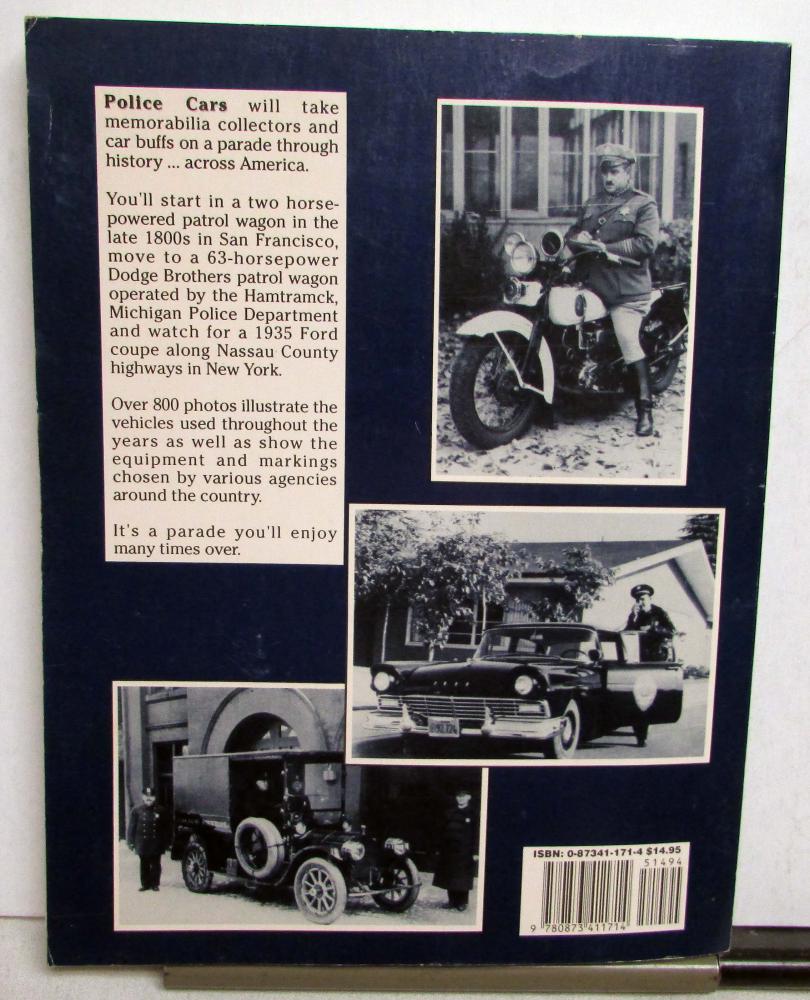 Police Cars will take
memorabilia collectors and
car buffs on a parade through
history ... across America.
You'll start in a two horse-
powered patrol wagon in the
late 1800s in San Francisco,
move to a 63-horsepower
Dodge Brothers patrol wagon
operated by the Hamtramck,
Michigan Police Department
and watch for a 1935 Ford
coupe along Nassau County
highways in New York.
Over 800 photos illustrate the
vehicles used throughout the
years as well as show the
equipment and markings
chosen by various agencies
around the country.
It's a parade you'll enjoy
many times over.
FORD
ISBN: 0-87341-171-4 $14.95
51494
9 780873 411714